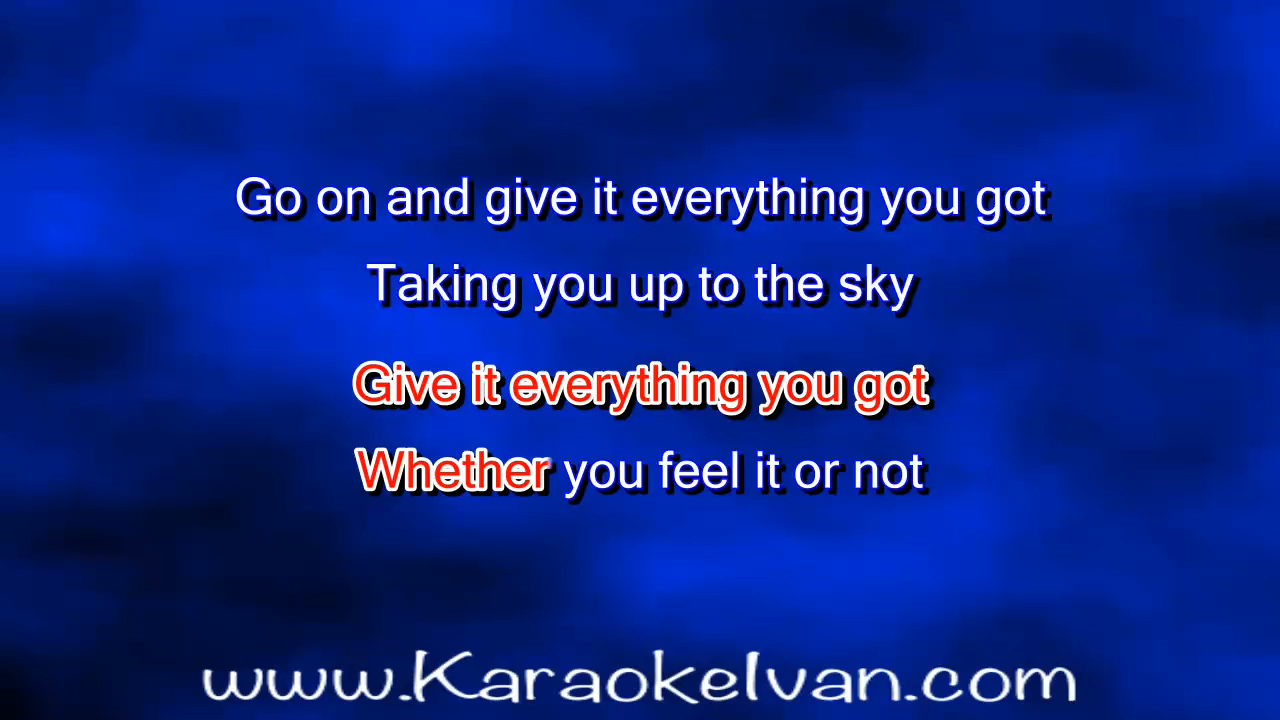 Go on and give it everything you got
Taking you up to the sky
Give it everything you got
Whether you feel it or not
www.KaraokeIvan.com